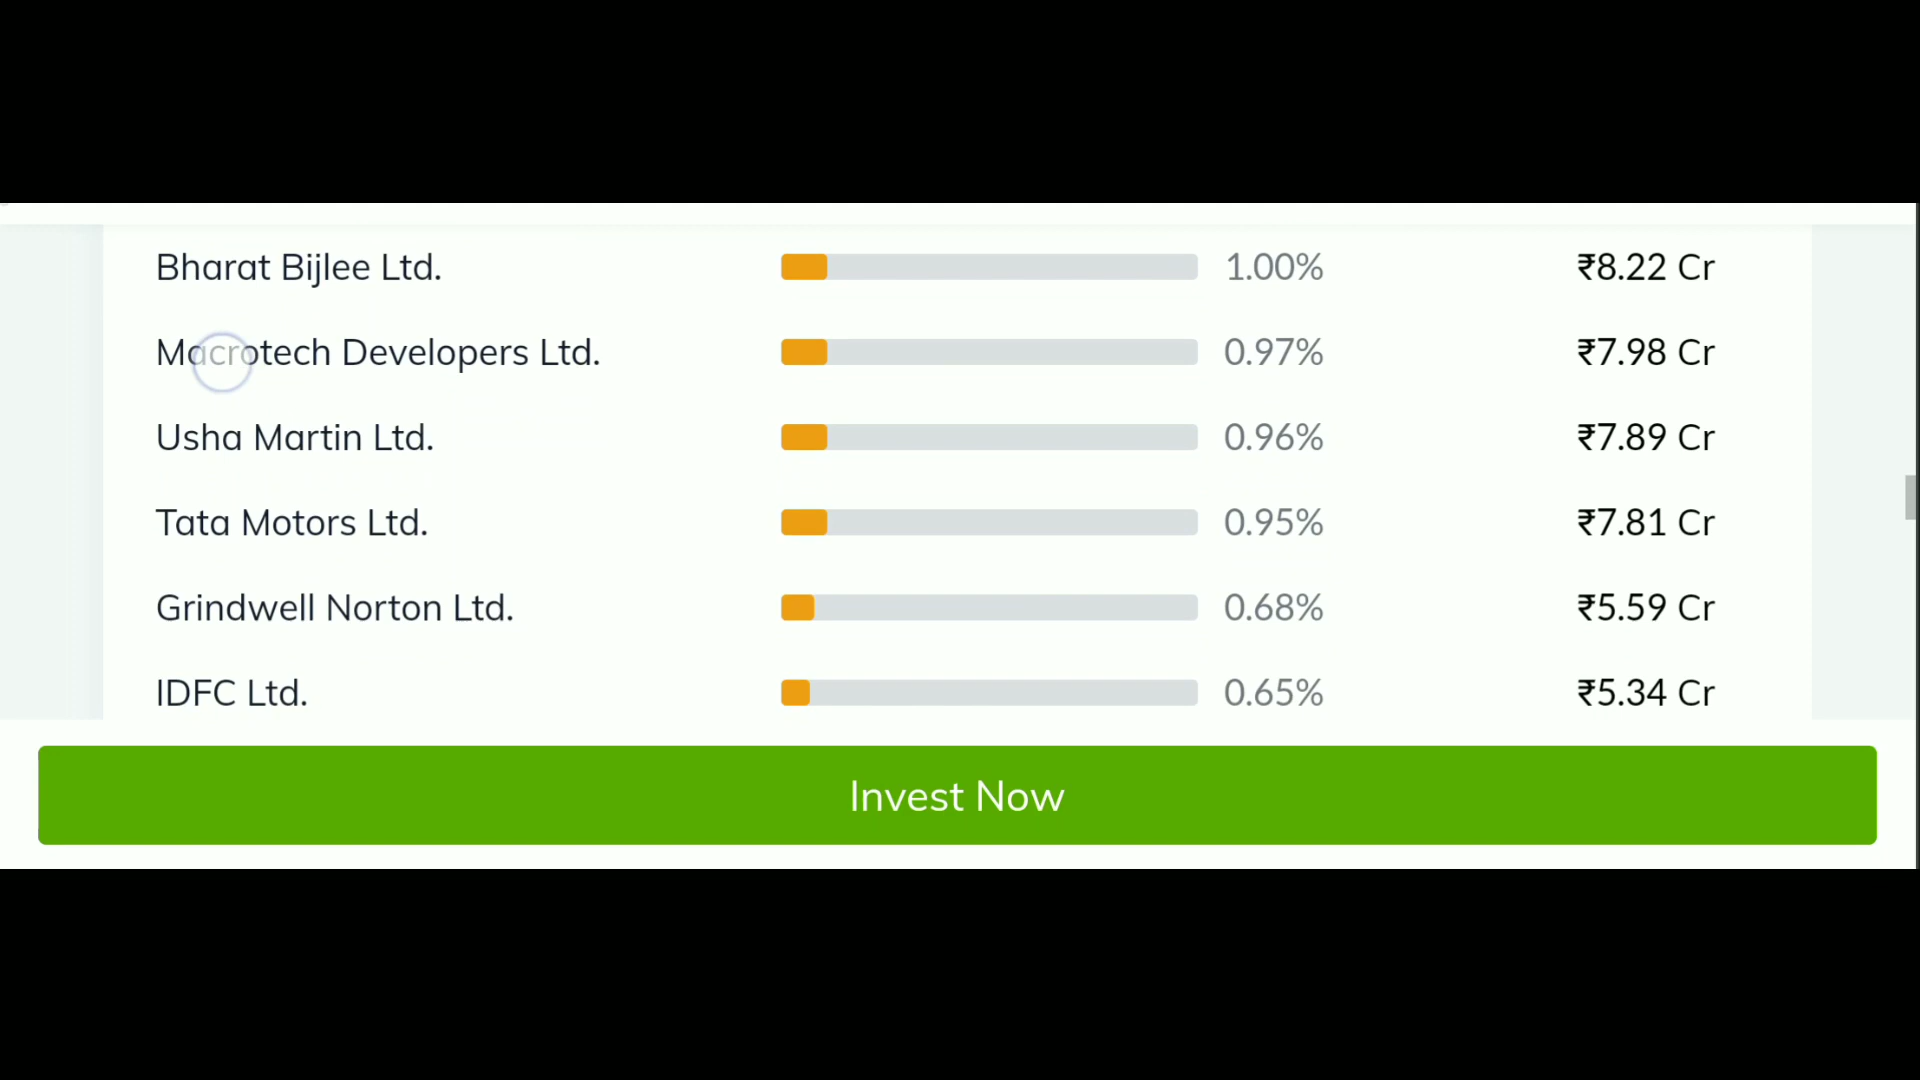 Bharat Bijlee Ltd. 1.00% ₹8.22 Cr
Macrotech Developers Ltd. 0.97% ₹7.98 Cr
Usha Martin Ltd. 0.96% ₹7.89 Cr
Tata Motors Ltd. 0.95% ₹7.81 Cr
Grindwell Norton Ltd. 0.68% ₹5.59 Cr
IDFC Ltd. 0.65% ₹5.34 Cr
Invest Now